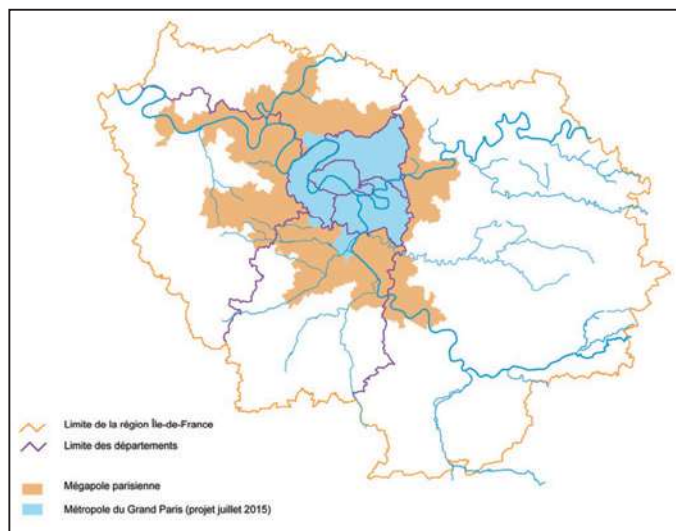 Limite de la région Île-de-France
Limite des départements
Mégapole parisienne
Métropole du Grand Paris (projet juillet 2015)